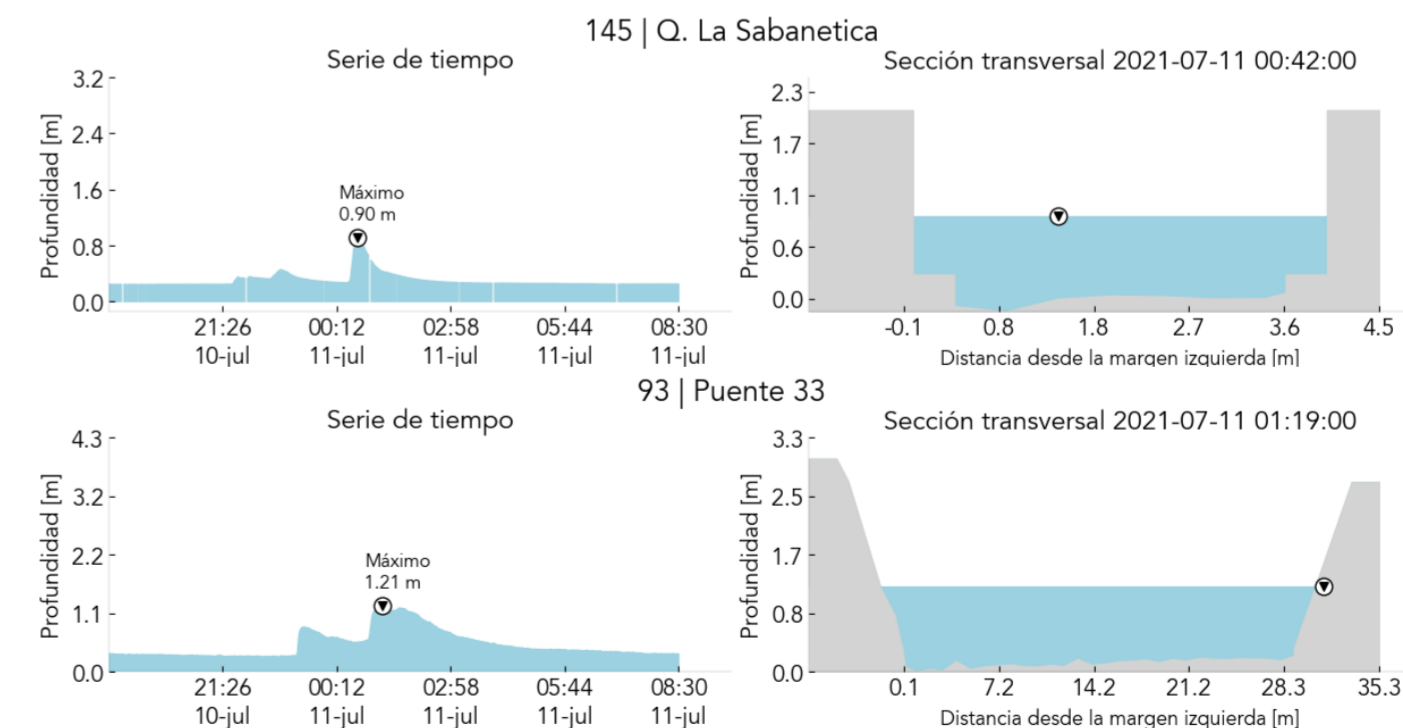 145 | Q. La Sabanetica
Serie de tiempo
Profundidad [m]
3.2
2.4
1.6
0.8
0.0
Máximo
0.90 m
21:26 00:12 02:58 05:44 08:30
10-jul 11-jul 11-jul 11-jul 11-jul
Sección transversal 2021-07-11 00:42:00
Profundidad [m]
2.3
1.7
1.1
0.6
0.0
-0.1 0.8 1.8 2.7 3.6 4.5
Distancia desde la margen izquierda [m]
93 | Puente 33
Serie de tiempo
Profundidad [m]
4.3
3.2
2.2
1.1
0.0
Máximo
1.21 m
21:26 00:12 02:58 05:44 08:30
10-jul 11-jul 11-jul 11-jul 11-jul
Sección transversal 2021-07-11 01:19:00
Profundidad [m]
3.3
2.5
1.7
0.8
0.0
0.1 7.2 14.2 21.2 28.3 35.3
Distancia desde la margen izquierda [m]